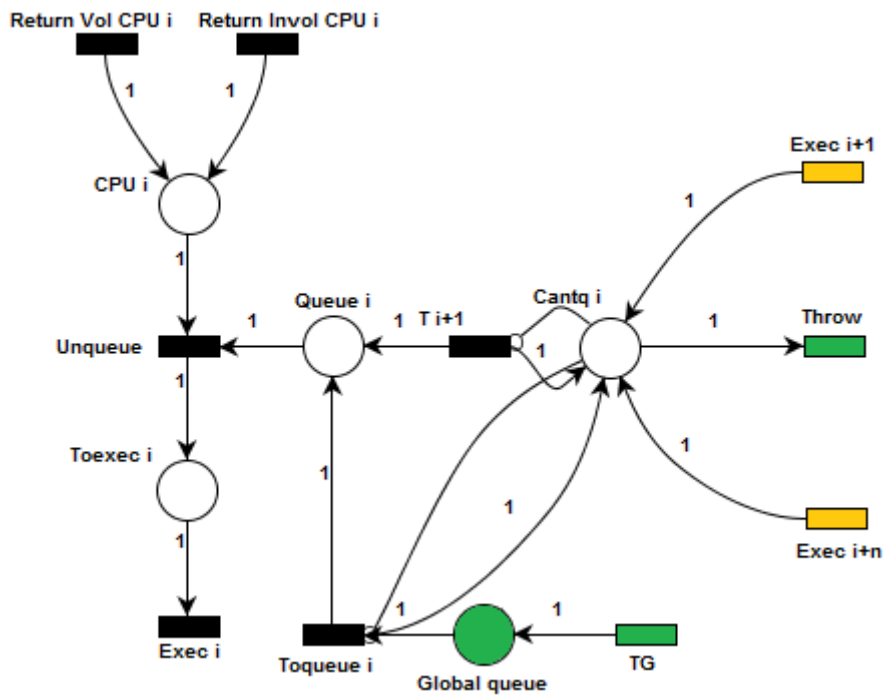 Return Vol CPU i Return Invol CPU i
1 1
Exec i+1
CPU i
1
1
Queue i Cantq i
1 1 T i+1 1 Throw
Unqueue 1
1
Toexec i 1
1
1
1
Exec i+n
1 1
Exec i Toqueue i TG
Global queue